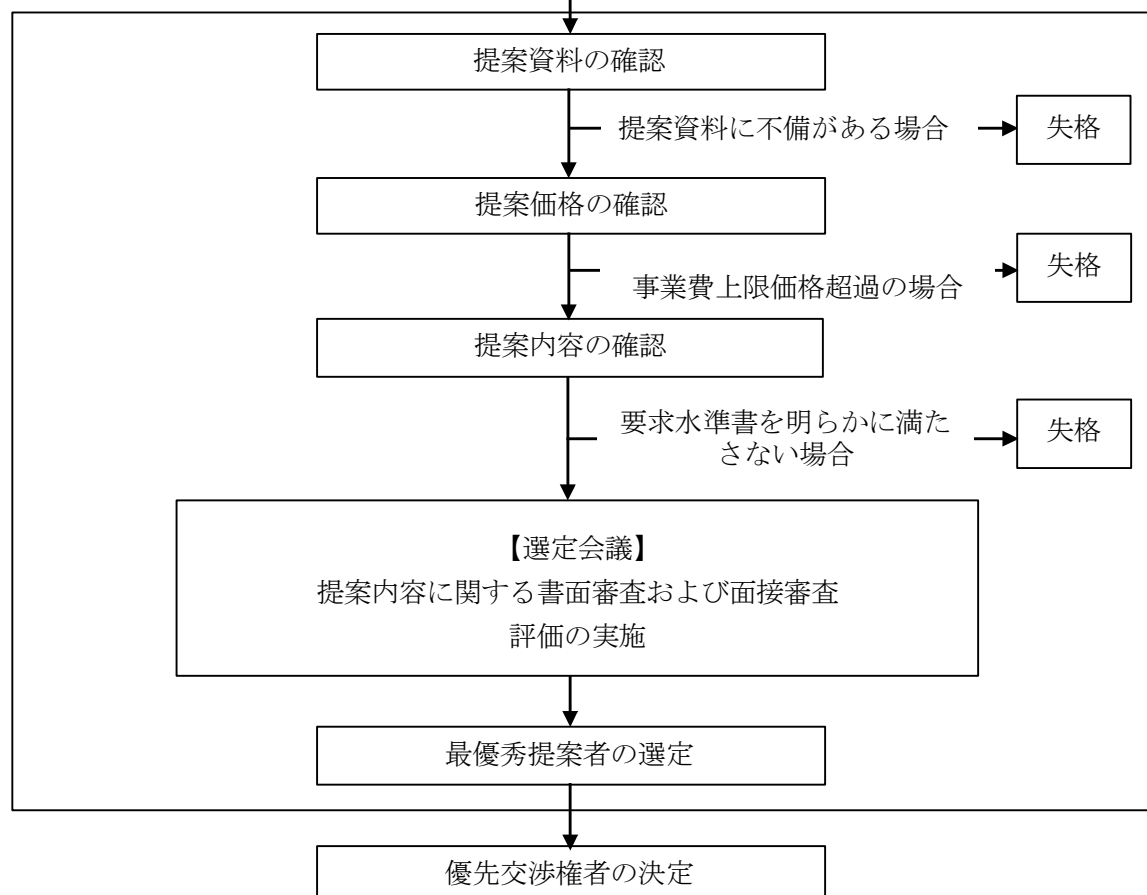 提案資料の確認
提案資料に不備がある場合
失格
提案価格の確認
失格
事業費上限価格超過の場合
提案内容の確認
要求水準書を明らかに満た
さない場合
失格
【選定会議】
提案内容に関する書面審査および面接審査
評価の実施
最優秀提案者の選定
優先交渉権者の決定